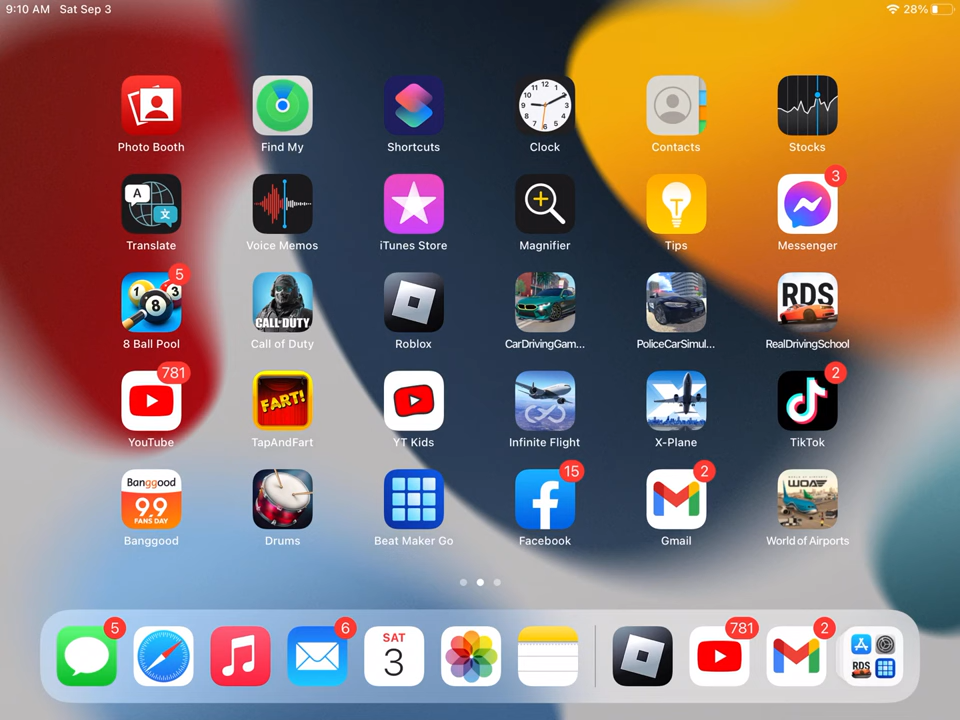 9:10 AM Sat Sep 3 28%
Photo Booth Find My Shortcuts Clock Contacts Stocks
3
Translate Voice Memos iTunes Store Magnifier Tips Messenger
5
CALL·DUTY RDS
8 Ball Pool Call of Duty Roblox CarDrivingGam... PoliceCarSimul... RealDrivingSchool
781 FART! 2
YouTube TapAndFart YT Kids Infinite Flight X-Plane TikTok
15 2
Banggood WOA
9.9
FANS DAY
Banggood Drums Beat Maker Go Facebook Gmail World of Airports
5 6 781 2
SAT
3
RDS